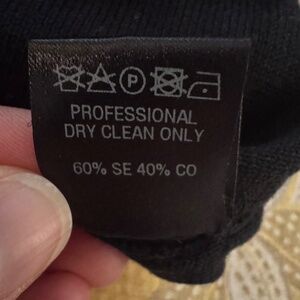 P
PROFESSIONAL
DRY CLEAN ONLY
60% SE 40% CO